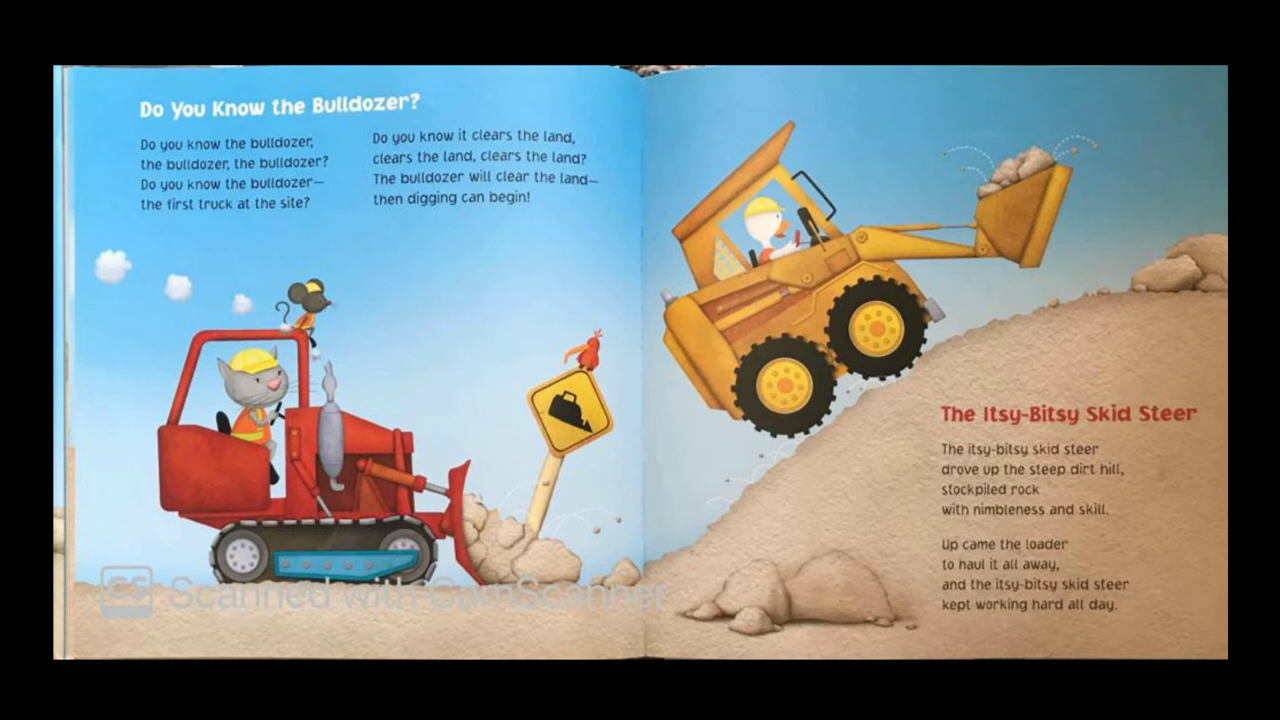 Do You Know the Bulldozer?
Do you know the bulldozer,
the bulldozer, the bulldozer?
Do you know the bulldozer—
the first truck at the site?
Do you know it clears the land,
clears the land, clears the land?
The bulldozer will clear the land—
then digging can begin!
The Itsy-Bitsy Skid Steer
The itsy-bitsy skid steer
drove up the steep dirt hill,
stockpiled rock
with nimbleness and skill.
Up came the loader
to haul it all away,
and the itsy-bitsy skid steer
kept working hard all day.
CS Scanned with CamScanner